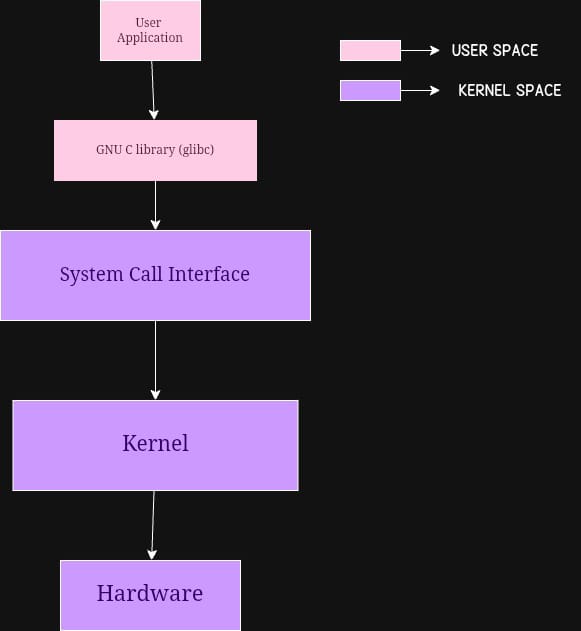 User
Application
USER SPACE
KERNEL SPACE
GNU C library (glibc)
System Call Interface
Kernel
Hardware